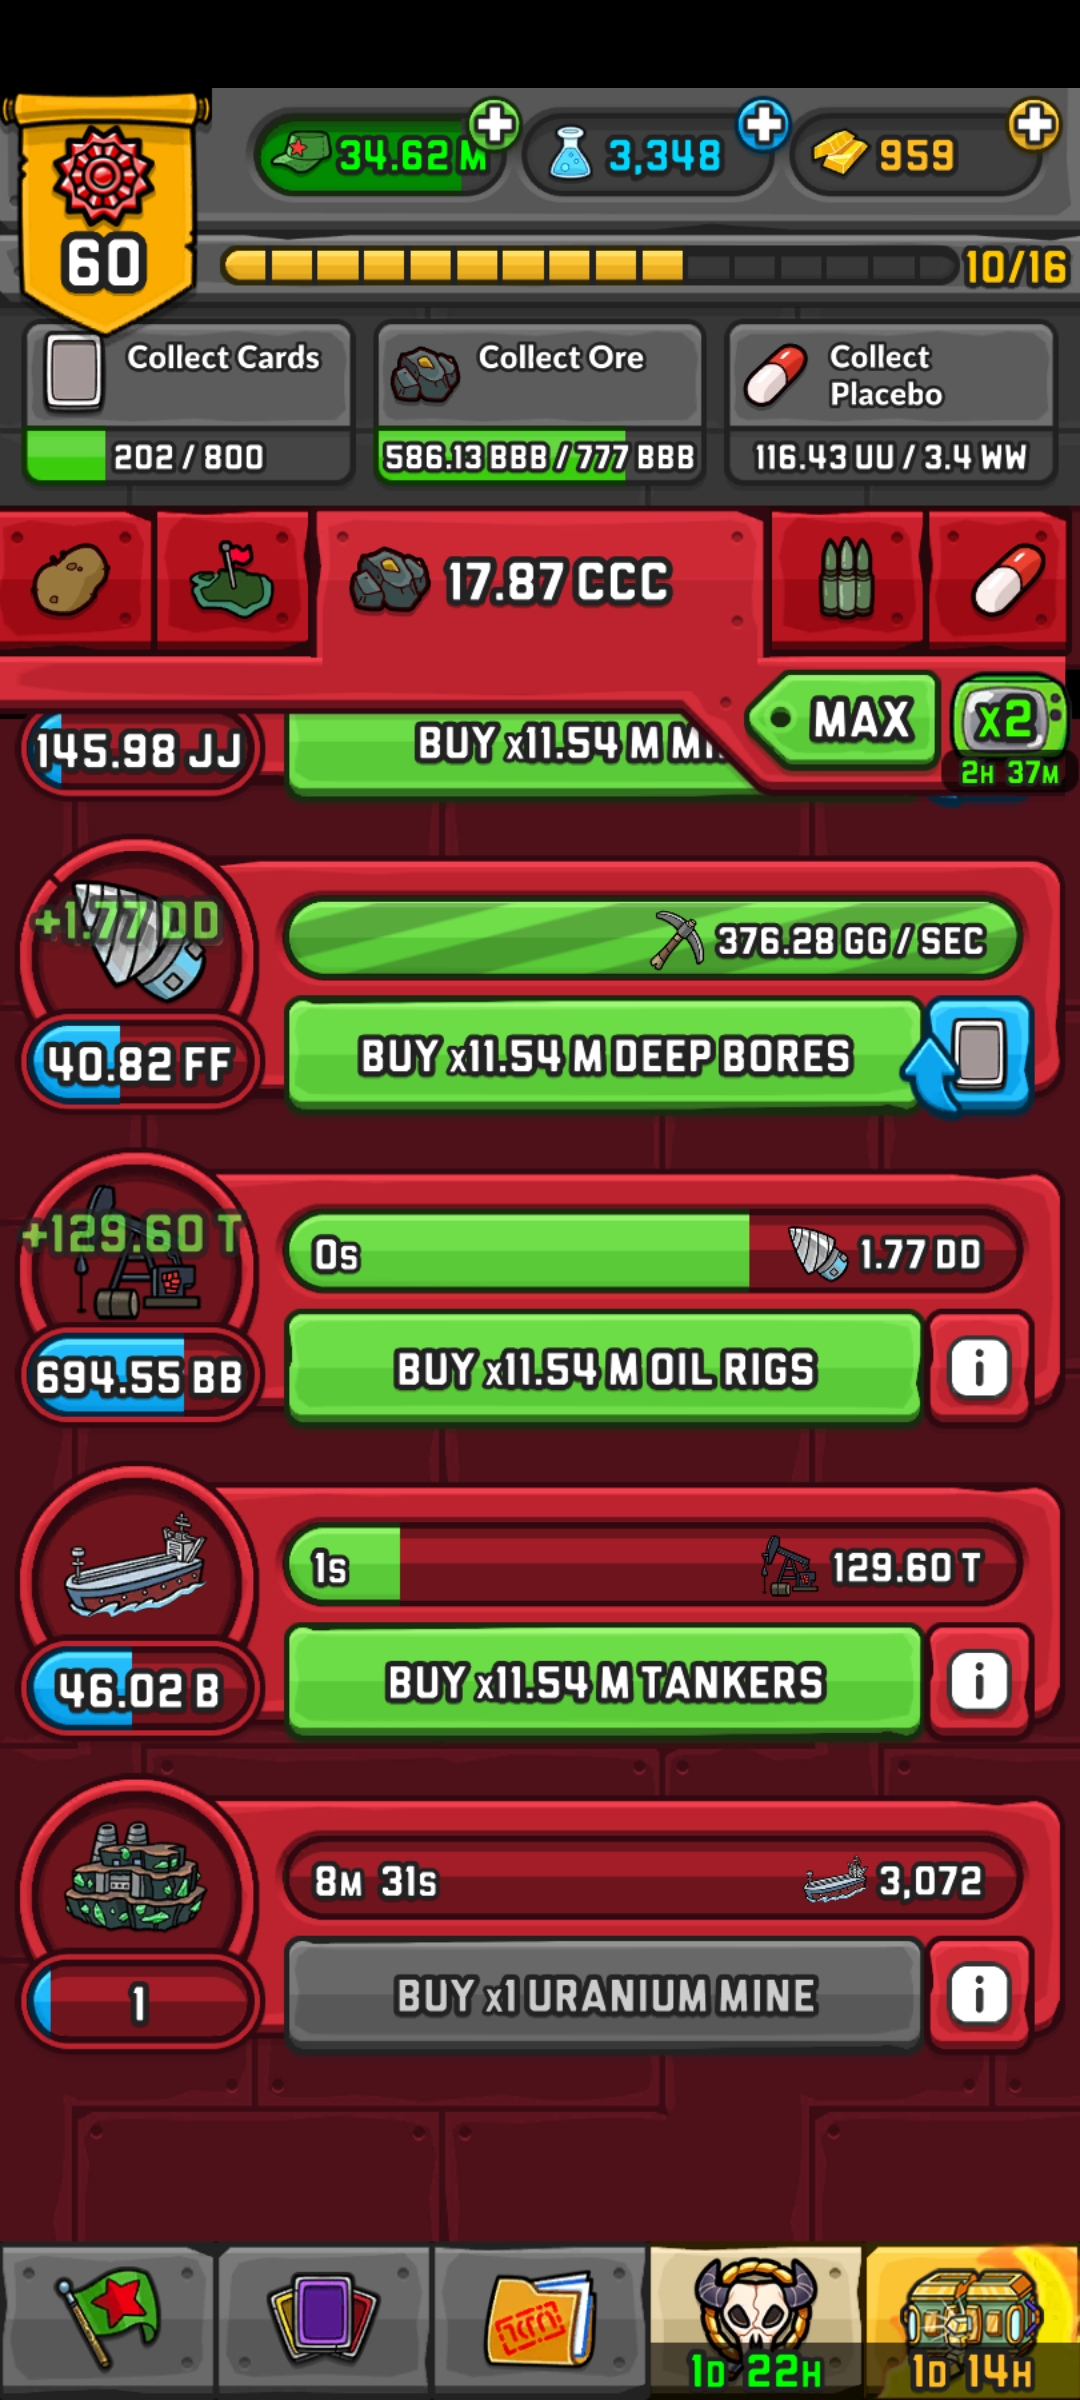 34.62 M
3,348
959
60
10/16
Collect Cards
202 / 800
Collect Ore
586.13 BBB / 777 BBB
Collect
Placebo
116.43 UU / 3.4 WW
17.87 CCC
MAX
x2
2H 37M
145.98 JJ
BUY x11.54 M
+1.77 DD
376.28 GG / SEC
40.82 FF
BUY x11.54 M DEEP BORES
+129.60 T
0s
1.77 DD
694.55 BB
BUY x11.54 M OIL RIGS
i
1s
129.60 T
46.02 B
BUY x11.54 M TANKERS
i
8M 31s
3,072
1
BUY x1 URANIUM MINE
i
1D 22H
1D 14H